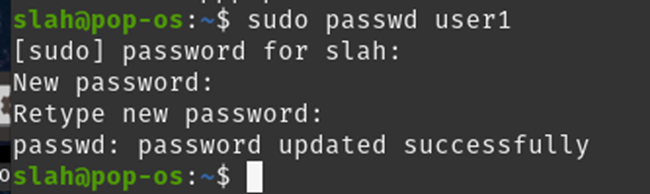 slah@pop-os:~$ sudo passwd user1
[sudo] password for slah:
New password:
Retype new password:
passwd: password updated successfully
slah@pop-os:~$